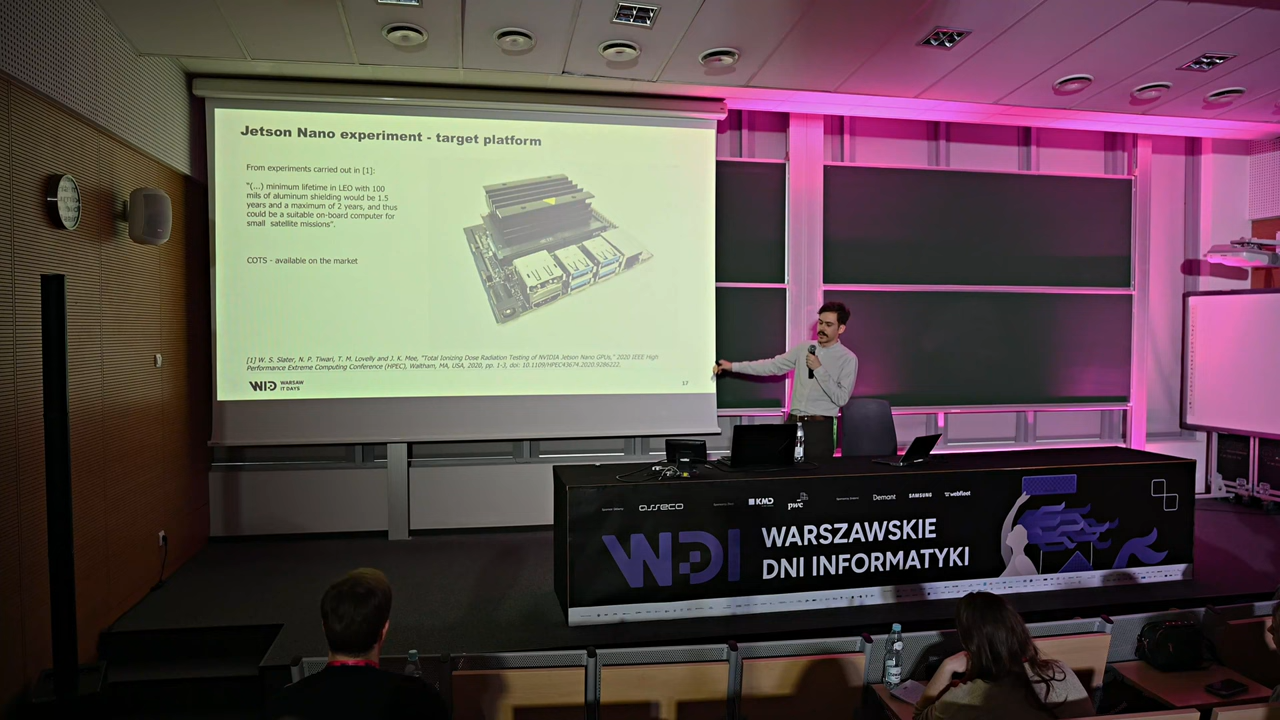 Jetson Nano experiment - target platform
From experiments carried out in [1]:
"(...) minimum lifetime in LEO with 100
mils of aluminum shielding would be 1.5
years and a maximum of 2 years, and thus
could be a suitable on-board computer for
small satellite missions".
COTS - available on the market
[1] W. S. Slater, N. P. Tiwari, T. M. Lovelly and J. K. Mee, "Total Ionizing Dose Radiation Testing of NVIDIA Jetson Nano GPUs," 2020 IEEE High
Performance Extreme Computing Conference (HPEC), Waltham, MA, USA, 2020, pp. 1-3, doi: 10.1109/HPEC43674.2020.9286222.
WD WARSAW
IT DAYS
17
asseco
KMD
pwc
Demant
SAMSUNG
webfleet
WDI
WARSZAWSKIE
DNI INFORMATYKI